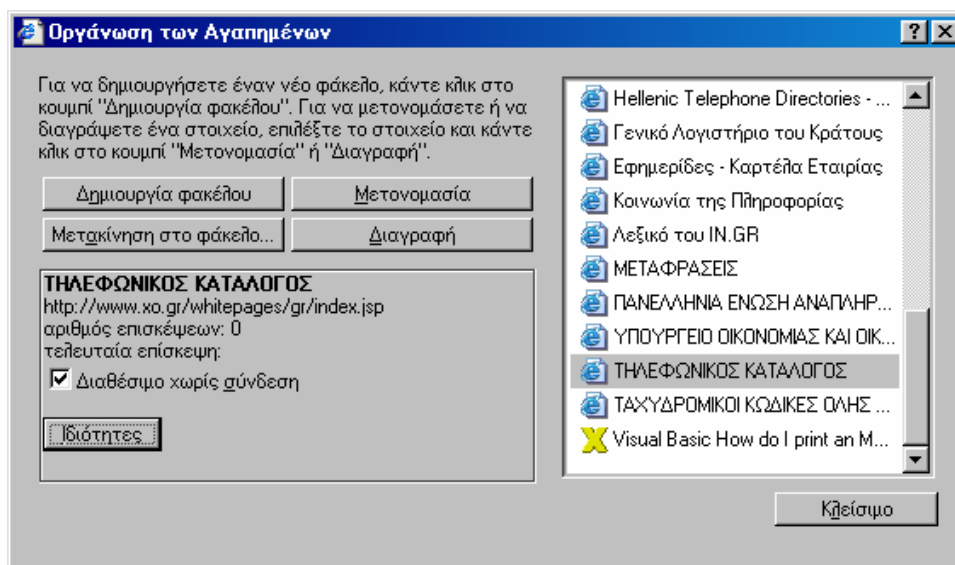 Οργάνωση των Αγαπημένων
Για να δημιουργήσετε έναν νέο φάκελο, κάντε κλικ στο
κουμπί "Δημιουργία φακέλου". Για να μετονομάσετε ή να
διαγράψετε ένα στοιχείο, επιλέξτε το στοιχείο και κάντε
κλικ στο κουμπί "Μετονομασία" ή "Διαγραφή".
Δημιουργία φακέλου
Μετονομασία
Μετακίνηση στο φάκελο...
Διαγραφή
ΤΗΛΕΦΩΝΙΚΟΣ ΚΑΤΑΛΟΓΟΣ
http://www.xo.gr/whitepages/gr/index.jsp
αριθμός επισκέψεων: 0
τελευταία επίσκεψη:
Διαθέσιμο χωρίς σύνδεση
Ιδιότητες
Hellenic Telephone Directories - ...
Γενικό Λογιστήριο του Κράτους
Εφημερίδες - Καρτέλα Εταιρίας
Κοινωνία της Πληροφορίας
Λεξικό του IN.GR
ΜΕΤΑΦΡΑΣΕΙΣ
ΠΑΝΕΛΛΗΝΙΑ ΕΝΩΣΗ ΑΝΑΠΛΗΡ...
ΥΠΟΥΡΓΕΙΟ ΟΙΚΟΝΟΜΙΑΣ ΚΑΙ ΟΙΚ...
ΤΗΛΕΦΩΝΙΚΟΣ ΚΑΤΑΛΟΓΟΣ
ΤΑΧΥΔΡΟΜΙΚΟΙ ΚΩΔΙΚΕΣ ΟΛΗΣ ...
Visual Basic How do I print an M...
Κλείσιμο